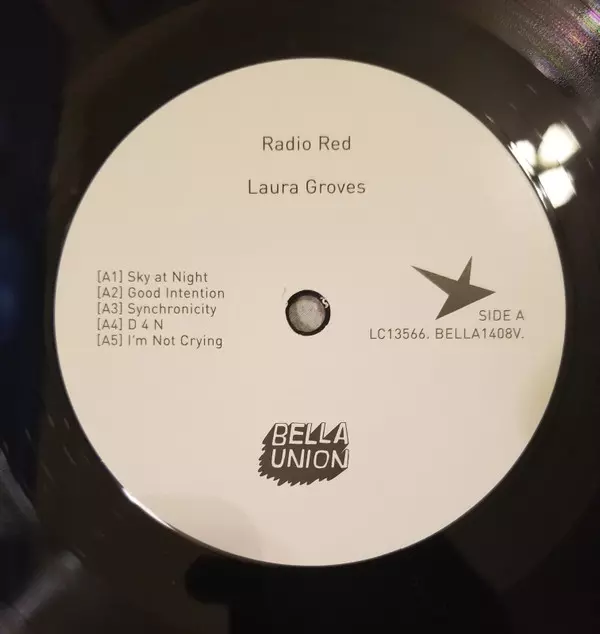 Radio Red
Laura Groves
[A1] Sky at Night
[A2] Good Intention
[A3] Synchronicity
[A4] D 4 N
[A5] I'm Not Crying
SIDE A
LC13566. BELLA1408V.
BELLA
UNION